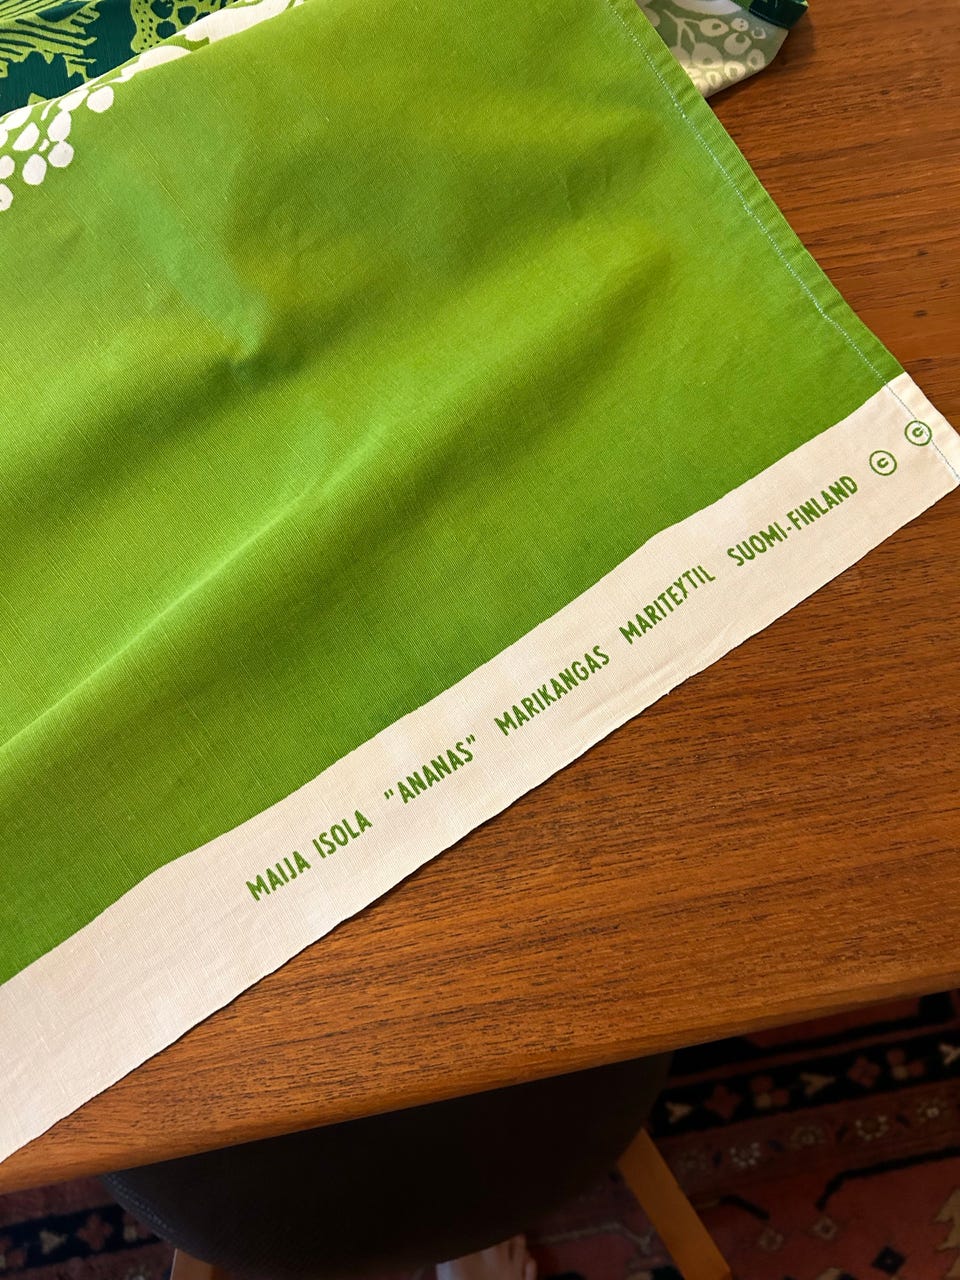 MAIJA ISOLA "ANANAS" MARIKANGAS MARITEXTIL SUOMI-FINLAND © ©